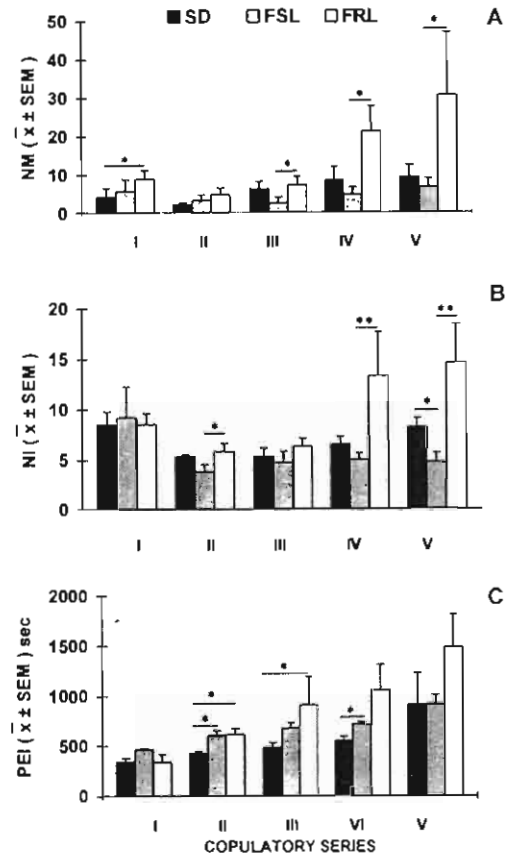 SD FSL FRL
A
NM ( x̄ ± SEM )
50
40
30
20
10
0
* * * *
I II III IV V
B
NI ( x̄ ± SEM )
20
15
10
5
0
* ** * **
I II III IV V
C
PEI ( x̄ ± SEM ) sec
2000
1500
1000
500
0
* * * *
I II III VI V
COPULATORY SERIES